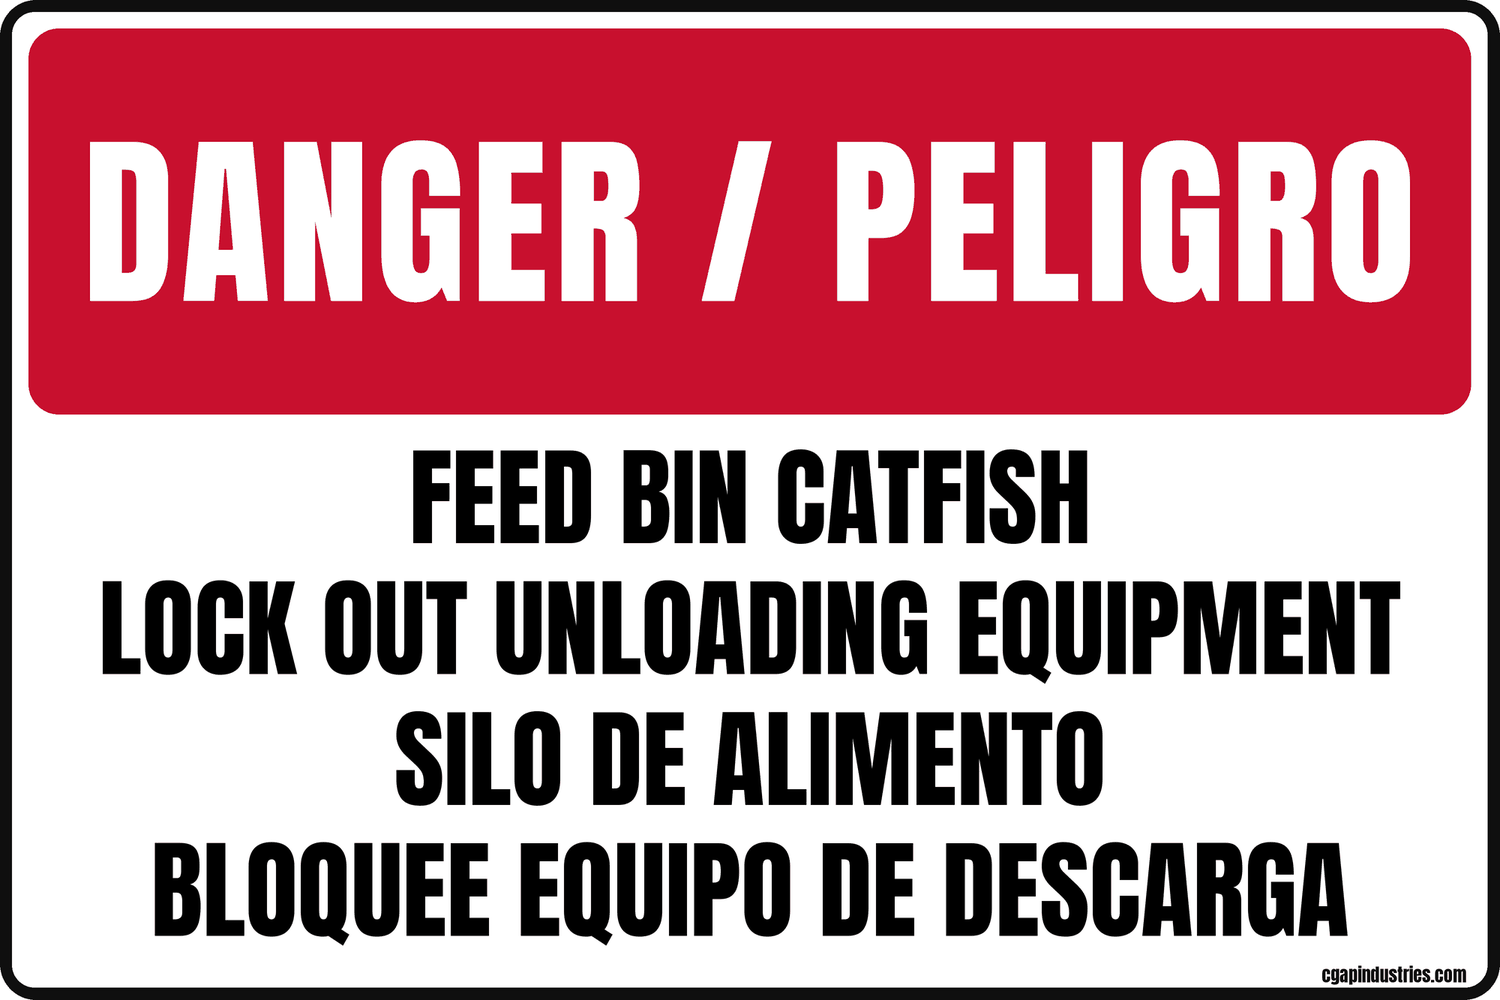 DANGER / PELIGRO
FEED BIN CATFISH
LOCK OUT UNLOADING EQUIPMENT
SILO DE ALIMENTO
BLOQUEE EQUIPO DE DESCARGA
cgapindustries.com